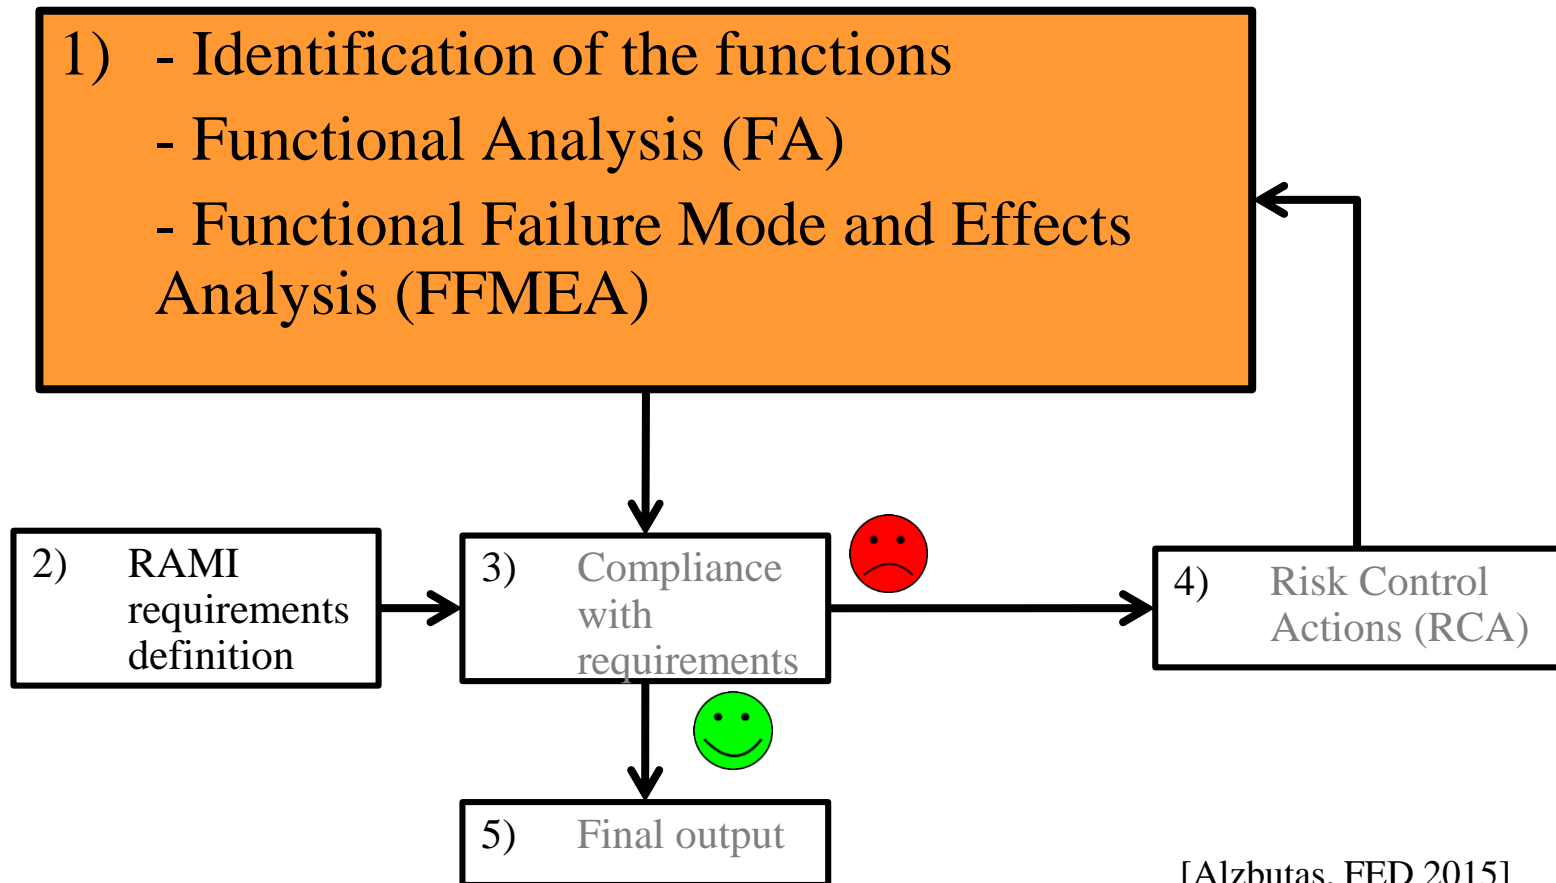 1) - Identification of the functions
- Functional Analysis (FA)
- Functional Failure Mode and Effects
Analysis (FFMEA)
2) RAMI
requirements
definition
3) Compliance
with
requirements
4) Risk Control
Actions (RCA)
5) Final output
[Alzbutas, FED 2015]